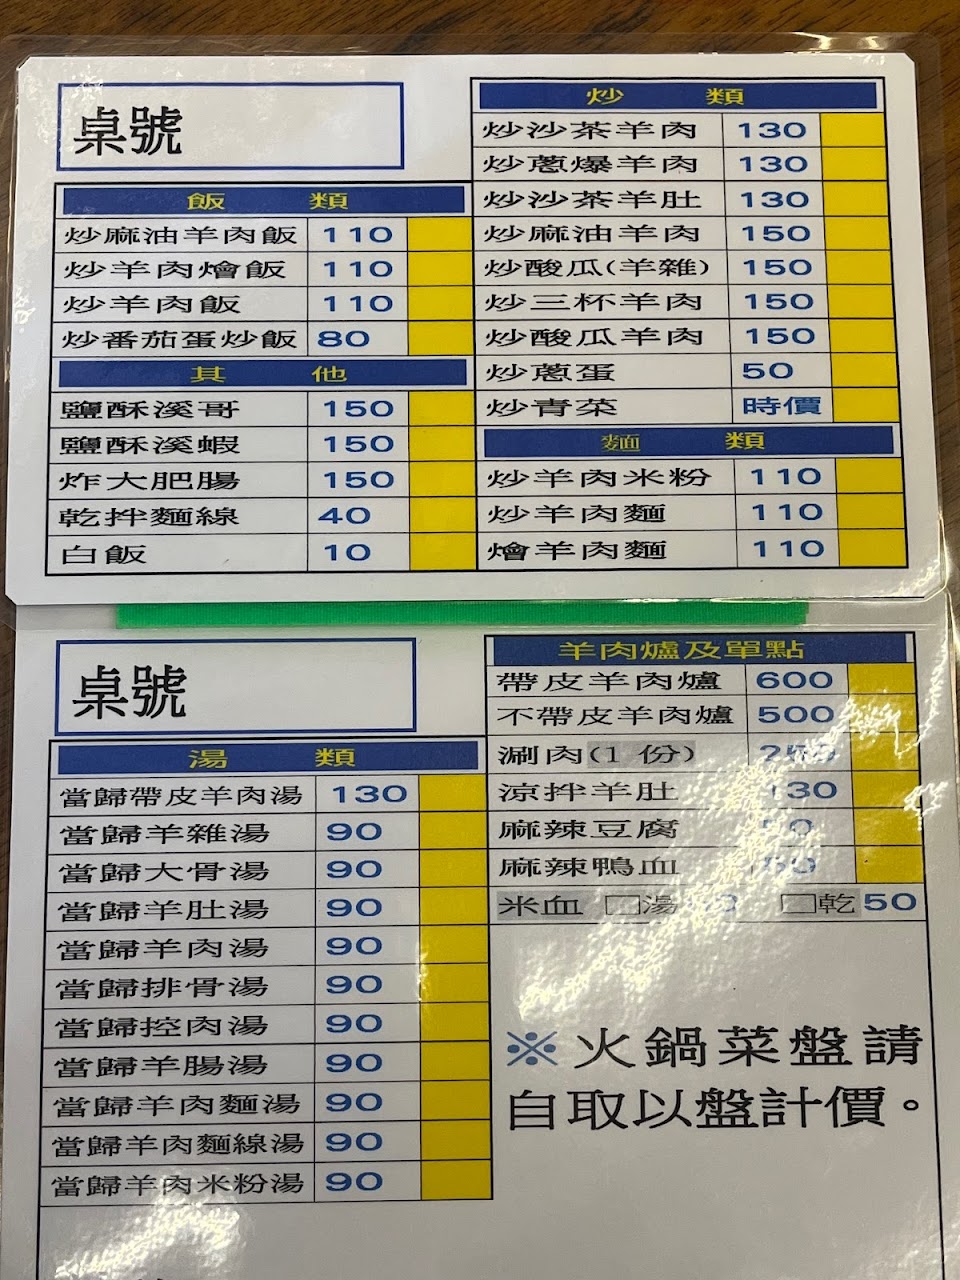 桌號
飯 類
炒麻油羊肉飯 110
炒羊肉燴飯 110
炒羊肉飯 110
炒番茄蛋炒飯 80
其 他
鹽酥溪哥 150
鹽酥溪蝦 150
炸大肥腸 150
乾拌麵線 40
白飯 10
炒 類
炒沙茶羊肉 130
炒蔥爆羊肉 130
炒沙茶羊肚 130
炒麻油羊肉 150
炒酸瓜(羊雜) 150
炒三杯羊肉 150
炒酸瓜羊肉 150
炒蔥蛋 50
炒青菜 時價
麵 類
炒羊肉米粉 110
炒羊肉麵 110
燴羊肉麵 110
桌號
湯 類
當歸帶皮羊肉湯 130
當歸羊雜湯 90
當歸大骨湯 90
當歸羊肚湯 90
當歸羊肉湯 90
當歸排骨湯 90
當歸控肉湯 90
當歸羊腸湯 90
當歸羊肉麵湯 90
當歸羊肉麵線湯 90
當歸羊肉米粉湯 90
羊肉爐及單點
帶皮羊肉爐 600
不帶皮羊肉爐 500
涮肉(1 份)
涼拌羊肚 130
麻辣豆腐
麻辣鴨血
米血 □湯 □乾50
※火鍋菜盤請
自取以盤計價。